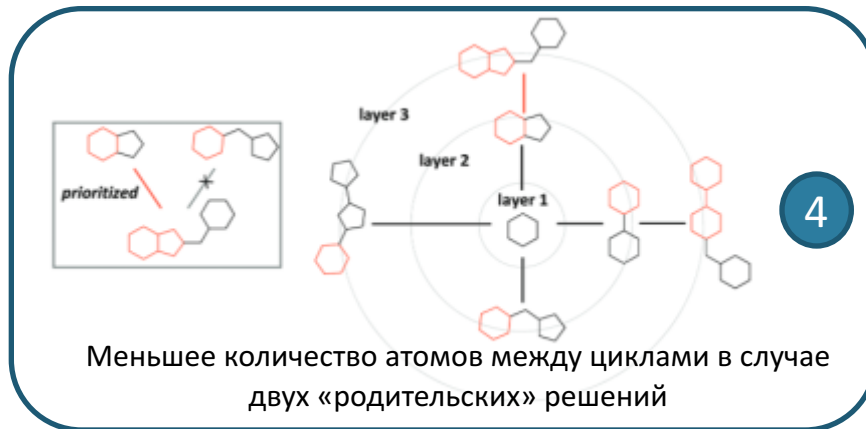 layer 3
layer 2
layer 1
prioritized
4
Меньшее количество атомов между циклами в случае
двух «родительских» решений